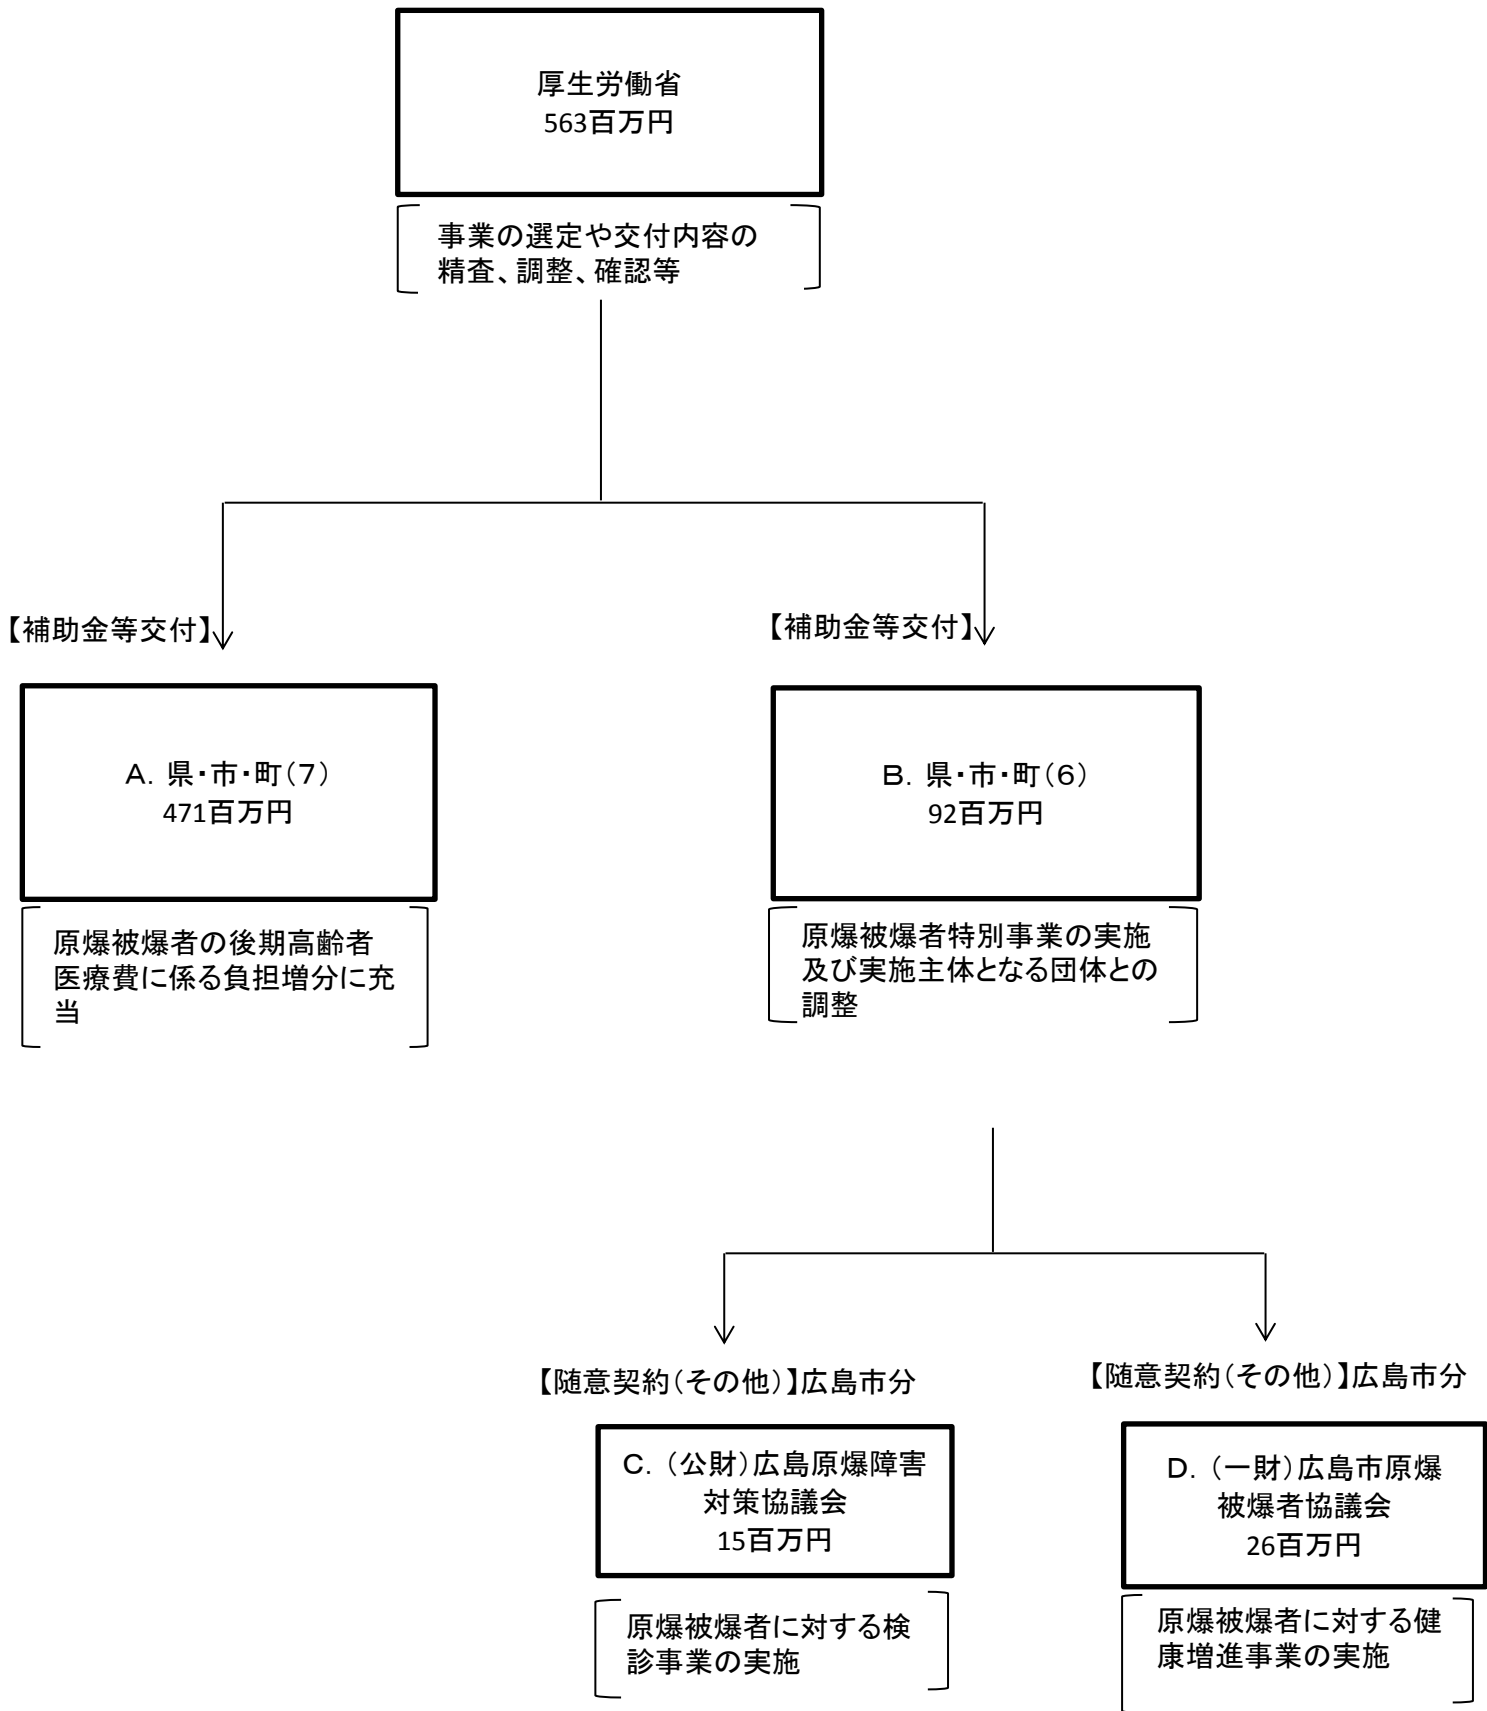 厚生労働省
563百万円
事業の選定や交付内容の
精査、調整、確認等
【補助金等交付】
【補助金等交付】
A．県・市・町（７）
471百万円
B．県・市・町（６）
92百万円
原爆被爆者の後期高齢者
医療費に係る負担増分に充
当
原爆被爆者特別事業の実施
及び実施主体となる団体との
調整
【随意契約（その他）】広島市分
【随意契約（その他）】広島市分
C．（公財）広島原爆障害
対策協議会
15百万円
D．（一財）広島市原爆
被爆者協議会
26百万円
原爆被爆者に対する検
診事業の実施
原爆被爆者に対する健
康増進事業の実施